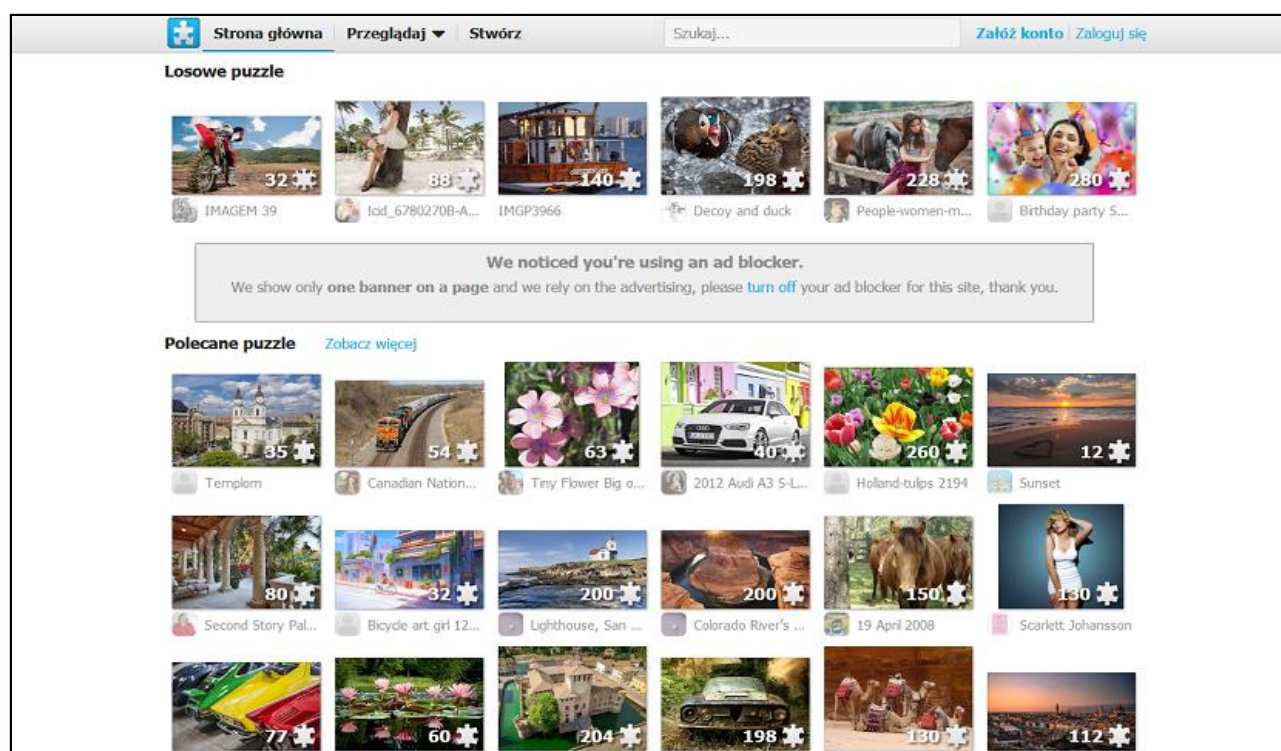 Strona główna Przeglądaj Stwórz Szukaj... Załóż konto Zaloguj się
Losowe puzzle
32 88 140 198 228 280
IMAGEM 39 !cid_6780270B-A... IMGP3966 Decoy and duck People-women-m... Birthday party S...
We noticed you're using an ad blocker.
We show only one banner on a page and we rely on the advertising, please turn off your ad blocker for this site, thank you.
Polecane puzzle Zobacz więcej
35 54 63 40 260 12
Templom Canadian Nation... Tiny Flower Big o... 2012 Audi A3 S-L... Holland-tulips 2194 Sunset
80 32 200 200 150 130
Second Story Pal... Bicycle art girl 12... Lighthouse, San ... Colorado River's ... 19 April 2008 Scarlett Johansson
77 60 204 198 130 112